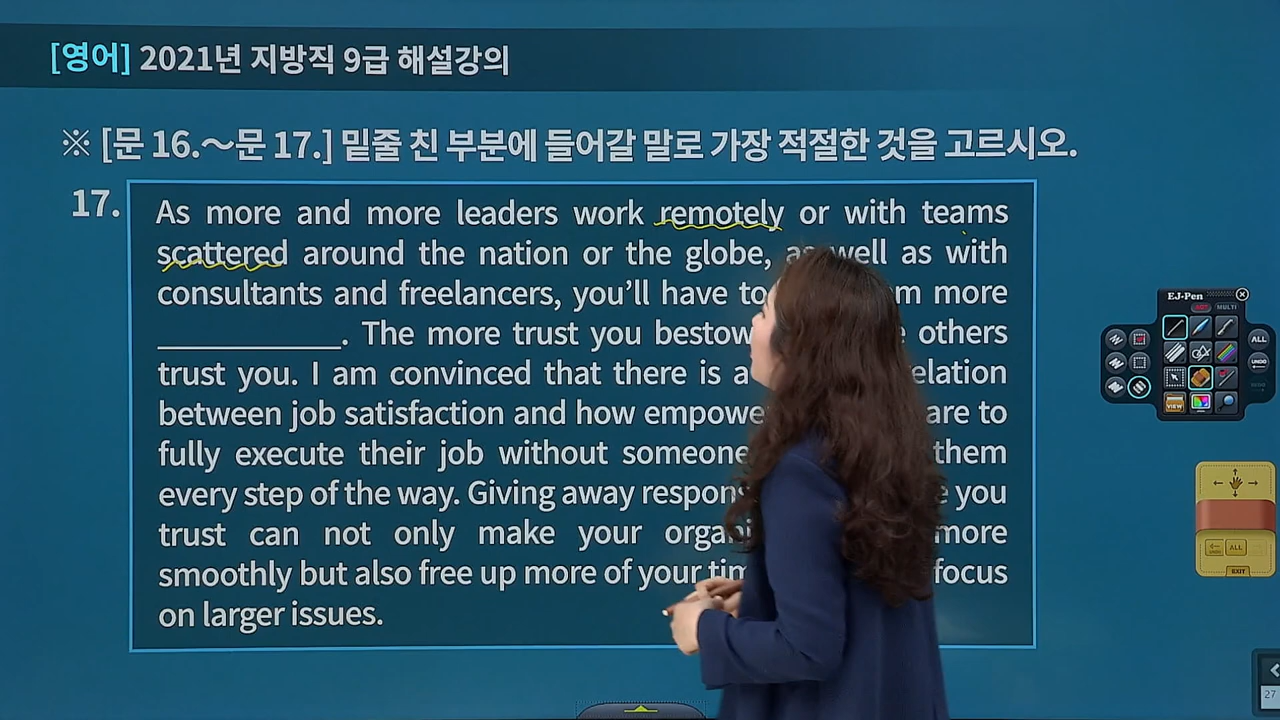 [영어] 2021년 지방직 9급 해설강의
※ [문 16.～문 17.] 밑줄 친 부분에 들어갈 말로 가장 적절한 것을 고르시오.
17.
As more and more leaders work remotely or with teams
scattered around the nation or the globe, as well as with
consultants and freelancers, you'll have to more
. The more trust you bestow others
trust you. I am convinced that there is a
between job satisfaction and how are to
fully execute their job without someone them
every step of the way. Giving away you
trust can not only make your more
smoothly but also free up more of your focus
on larger issues.
EJ-Pen
MULTI
ALL
UNDO
VIEW
ALL
EXIT
27